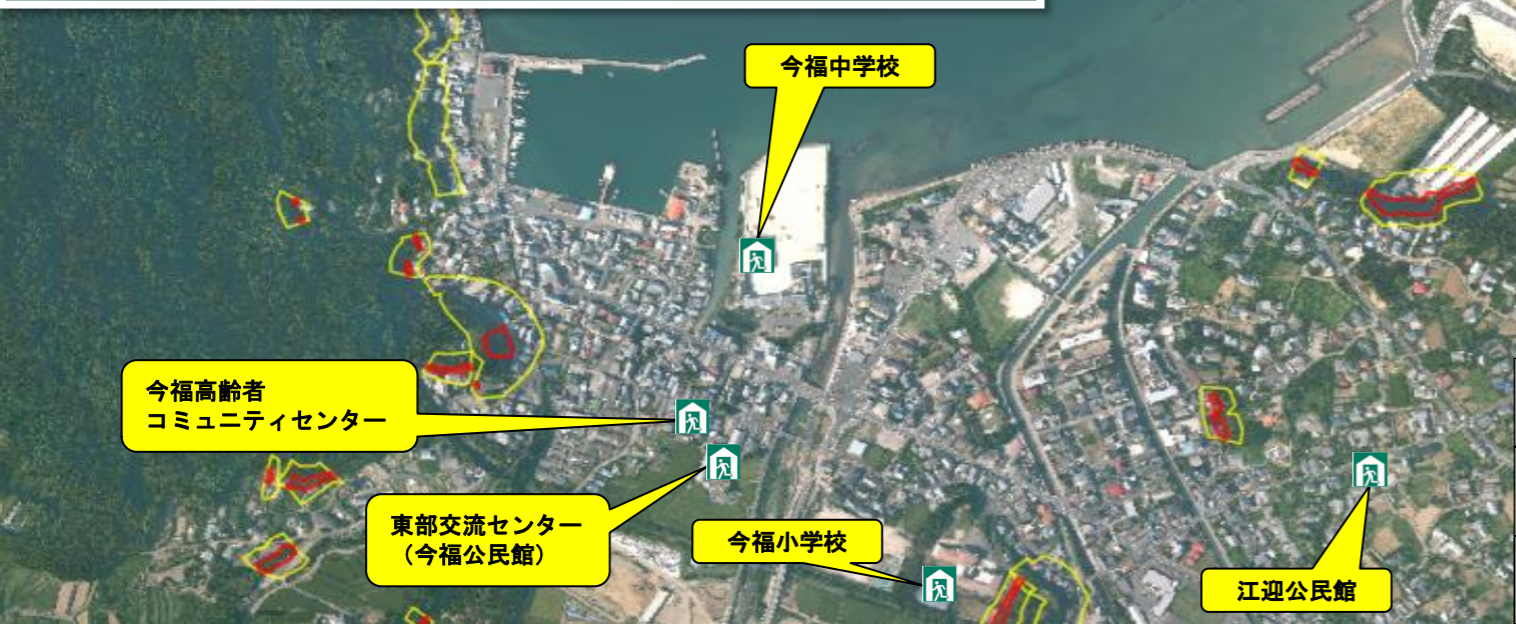 今福中学校
今福高齢者
コミュニティセンター
東部交流センター
（今福公民館）
今福小学校
江迎公民館